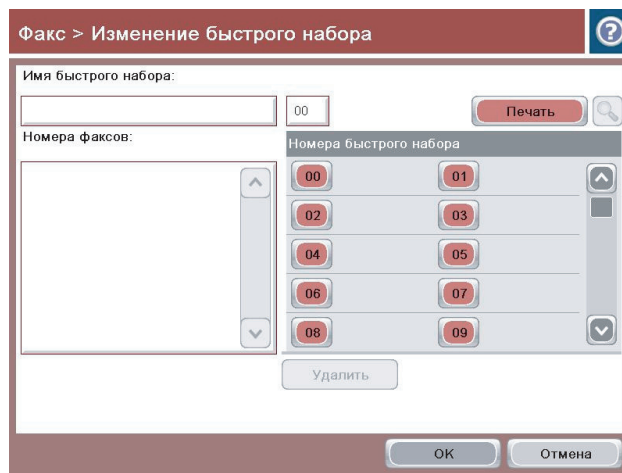 Факс > Изменение быстрого набора
?
Имя быстрого набора:
00
Печать
Номера факсов:
Номера быстрого набора
00 01
02 03
04 05
06 07
08 09
Удалить
OK
Отмена